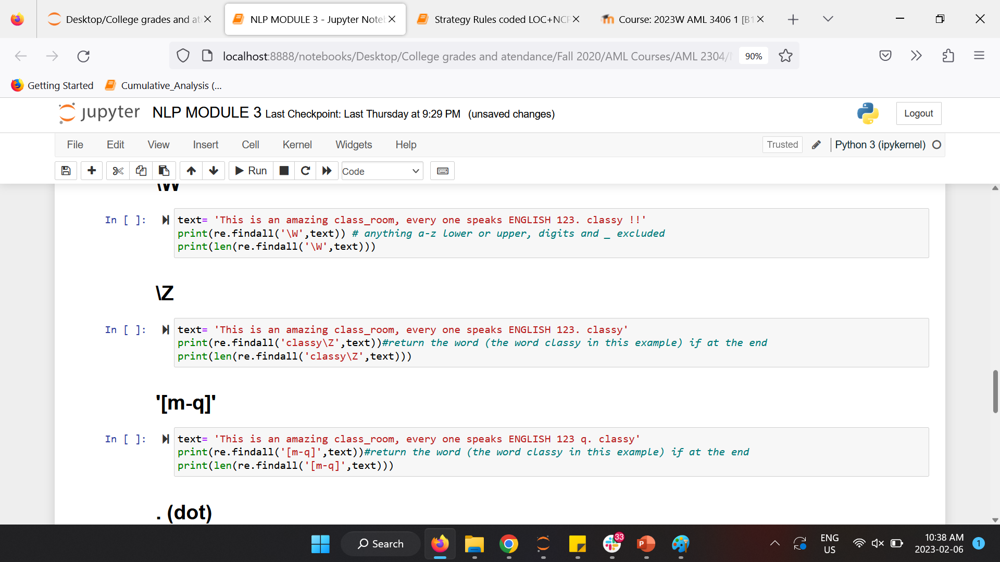 Desktop/College grades and at
NLP MODULE 3 - Jupyter Note
Strategy Rules coded LOC+NCP
Course: 2023W AML 3406 1 [B1
localhost:8888/notebooks/Desktop/College grades and atendance/Fall 2020/AML Courses/AML 2304/
90%
Getting Started
Cumulative_Analysis (...
jupyter
NLP MODULE 3 Last Checkpoint: Last Thursday at 9:29 PM (unsaved changes)
Logout
File Edit View Insert Cell Kernel Widgets Help
Trusted
Python 3 (ipykernel)
Run
Code
\W
In [ ]:
text= 'This is an amazing class_room, every one speaks ENGLISH 123. classy !!'
print(re.findall('\W',text)) # anything a-z lower or upper, digits and _ excluded
print(len(re.findall('\W',text)))
\Z
In [ ]:
text= 'This is an amazing class_room, every one speaks ENGLISH 123. classy'
print(re.findall('classy\Z',text))#return the word (the word classy in this example) if at the end
print(len(re.findall('classy\Z',text)))
'[m-q]'
In [ ]:
text= 'This is an amazing class_room, every one speaks ENGLISH 123 q. classy'
print(re.findall('[m-q]',text))#return the word (the word classy in this example) if at the end
print(len(re.findall('[m-q]',text)))
. (dot)
Search
33
P
ENG
US
10:38 AM
2023-02-06
1